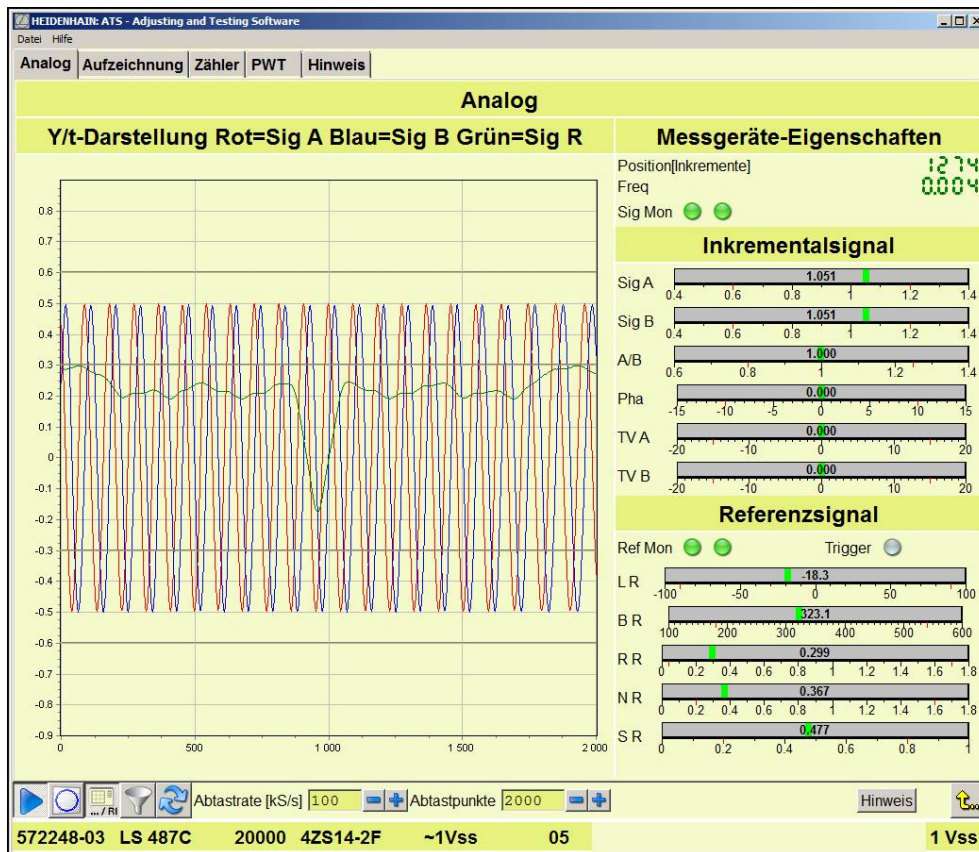 HEIDENHAIN: ATS - Adjusting and Testing Software
Datei Hilfe
Analog Aufzeichnung Zähler PWT Hinweis
Analog
Y/t-Darstellung Rot=Sig A Blau=Sig B Grün=Sig R
0.8
0.7
0.6
0.5
0.4
0.3
0.2
0.1
0
-0.1
-0.2
-0.3
-0.4
-0.5
-0.6
-0.7
-0.8
-0.9
0 500 1 000 1 500 2 000
Messgeräte-Eigenschaften
Position[Inkremente] 1274
Freq 0.004
Sig Mon
Inkrementalsignal
Sig A 1.051
0.4 0.6 0.8 1 1.2 1.4
Sig B 1.051
0.4 0.6 0.8 1 1.2 1.4
A/B 1.000
0.6 0.8 1 1.4
Pha 0.000
-15 -10 -5 0 5 10 15
TV A 0.000
-20 -10 0 10 20
TV B 0.000
-20 -10 0 10 20
Referenzsignal
Ref Mon Trigger
L R -18.3
-100 -50 0 50 100
B R 323.1
100 200 300 400 500 600
R R 0.299
0 0.2 0.4 0.6 0.8 1 1.2 1.4 1.6 1.8
N R 0.367
0 0.2 0.4 0.6 0.8 1 1.2 1.4 1.6 1.8
S R 0.477
0 0.2 0.4 0.6 0.8 1
... / RI Abtastrate [kS/s] 100 Abtastpunkte 2000 Hinweis
572248-03 LS 487C 20000 4ZS14-2F ~1Vss 05 1 Vss